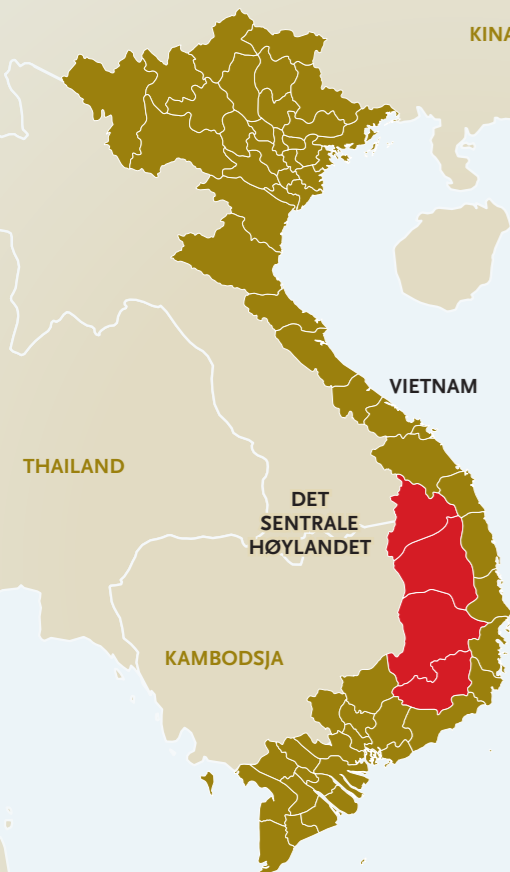 KINA
VIETNAM
THAILAND
DET
SENTRALE
HØYLANDET
KAMBODSJA